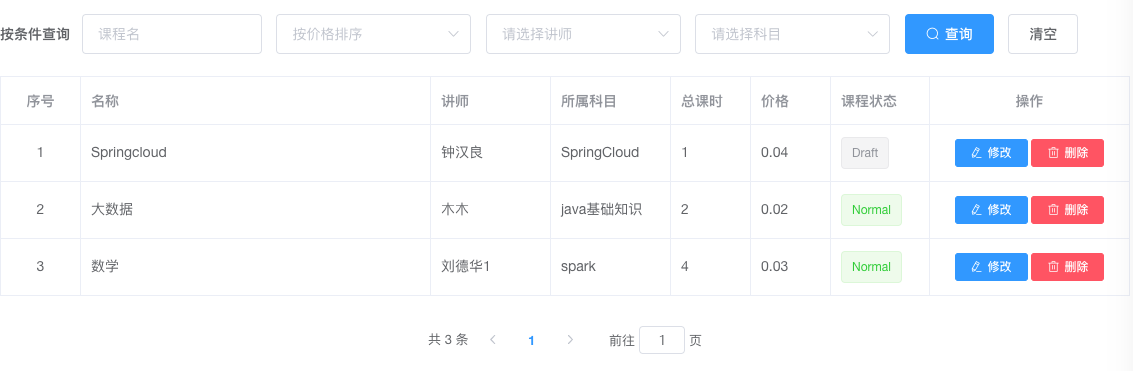 按条件查询 课程名 按价格排序 请选择讲师 请选择科目 查询 清空
序号 名称 讲师 所属科目 总课时 价格 课程状态 操作
1 Springcloud 钟汉良 SpringCloud 1 0.04 Draft 修改 删除
2 大数据 木木 java基础知识 2 0.02 Normal 修改 删除
3 数学 刘德华1 spark 4 0.03 Normal 修改 删除
共 3 条 1 前往 1 页